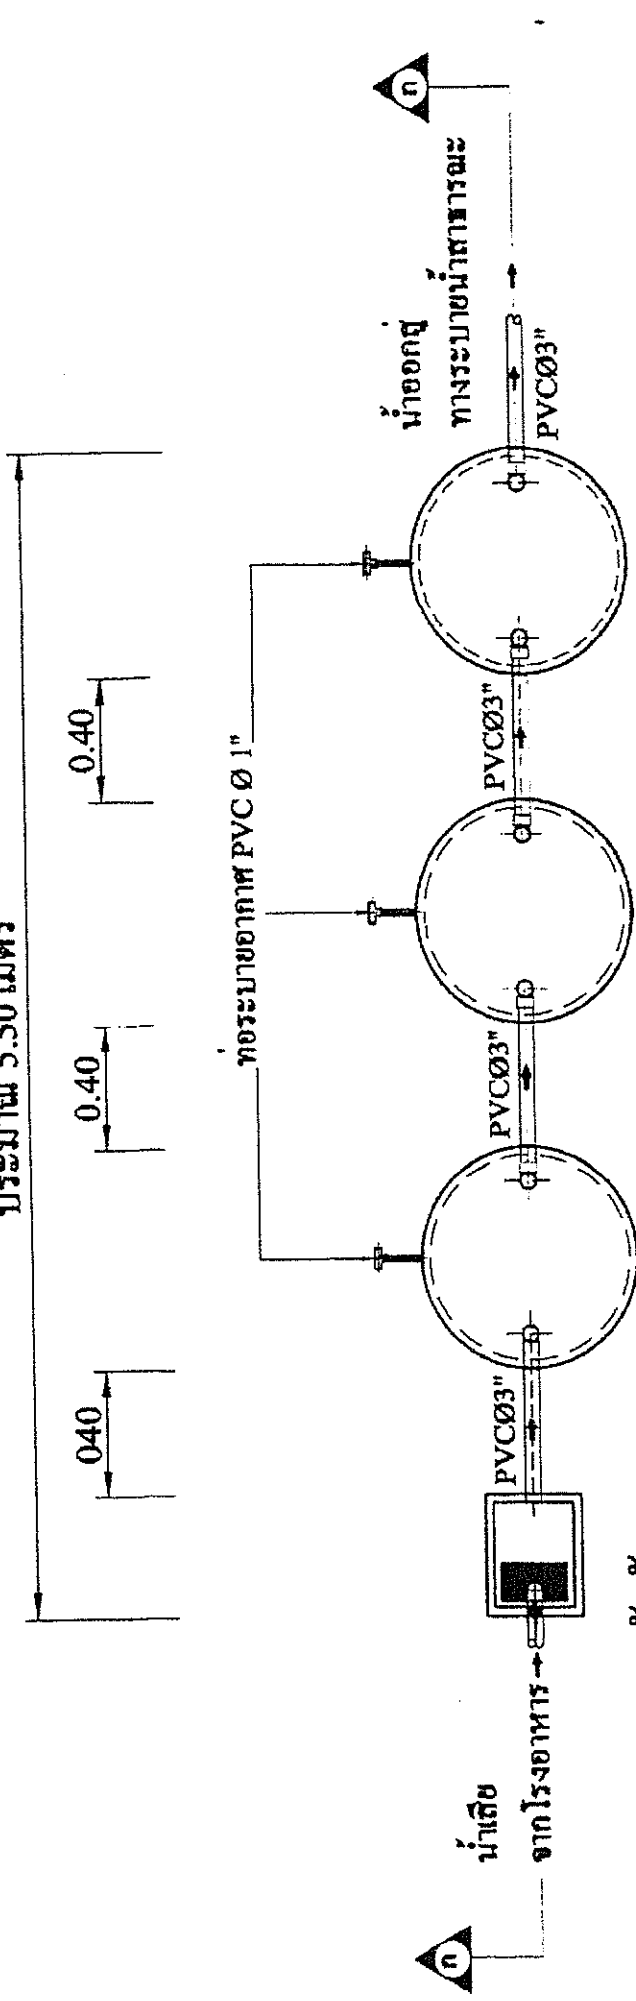 ประมาณ 5.30 เมตร
040
0.40
0.40
ท่อระบายอากาศ PVC Ø 1"
น้ำเสีย
จากโรงอาหาร
PVCØ3"
PVCØ3"
PVCØ3"
PVCØ3"
น้ำออกสู่
ทางระบายน้ำสาธารณะ
ก
ก